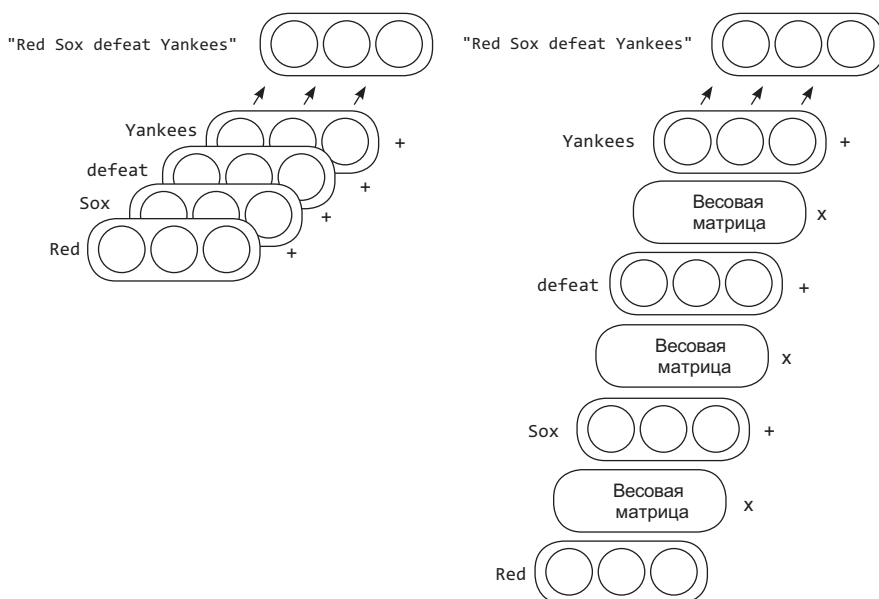 "Red Sox defeat Yankees"
Yankees
+
defeat
+
Sox
+
Red
+
"Red Sox defeat Yankees"
Yankees
+
Весовая
матрица
x
defeat
+
Весовая
матрица
x
Sox
+
Весовая
матрица
x
Red